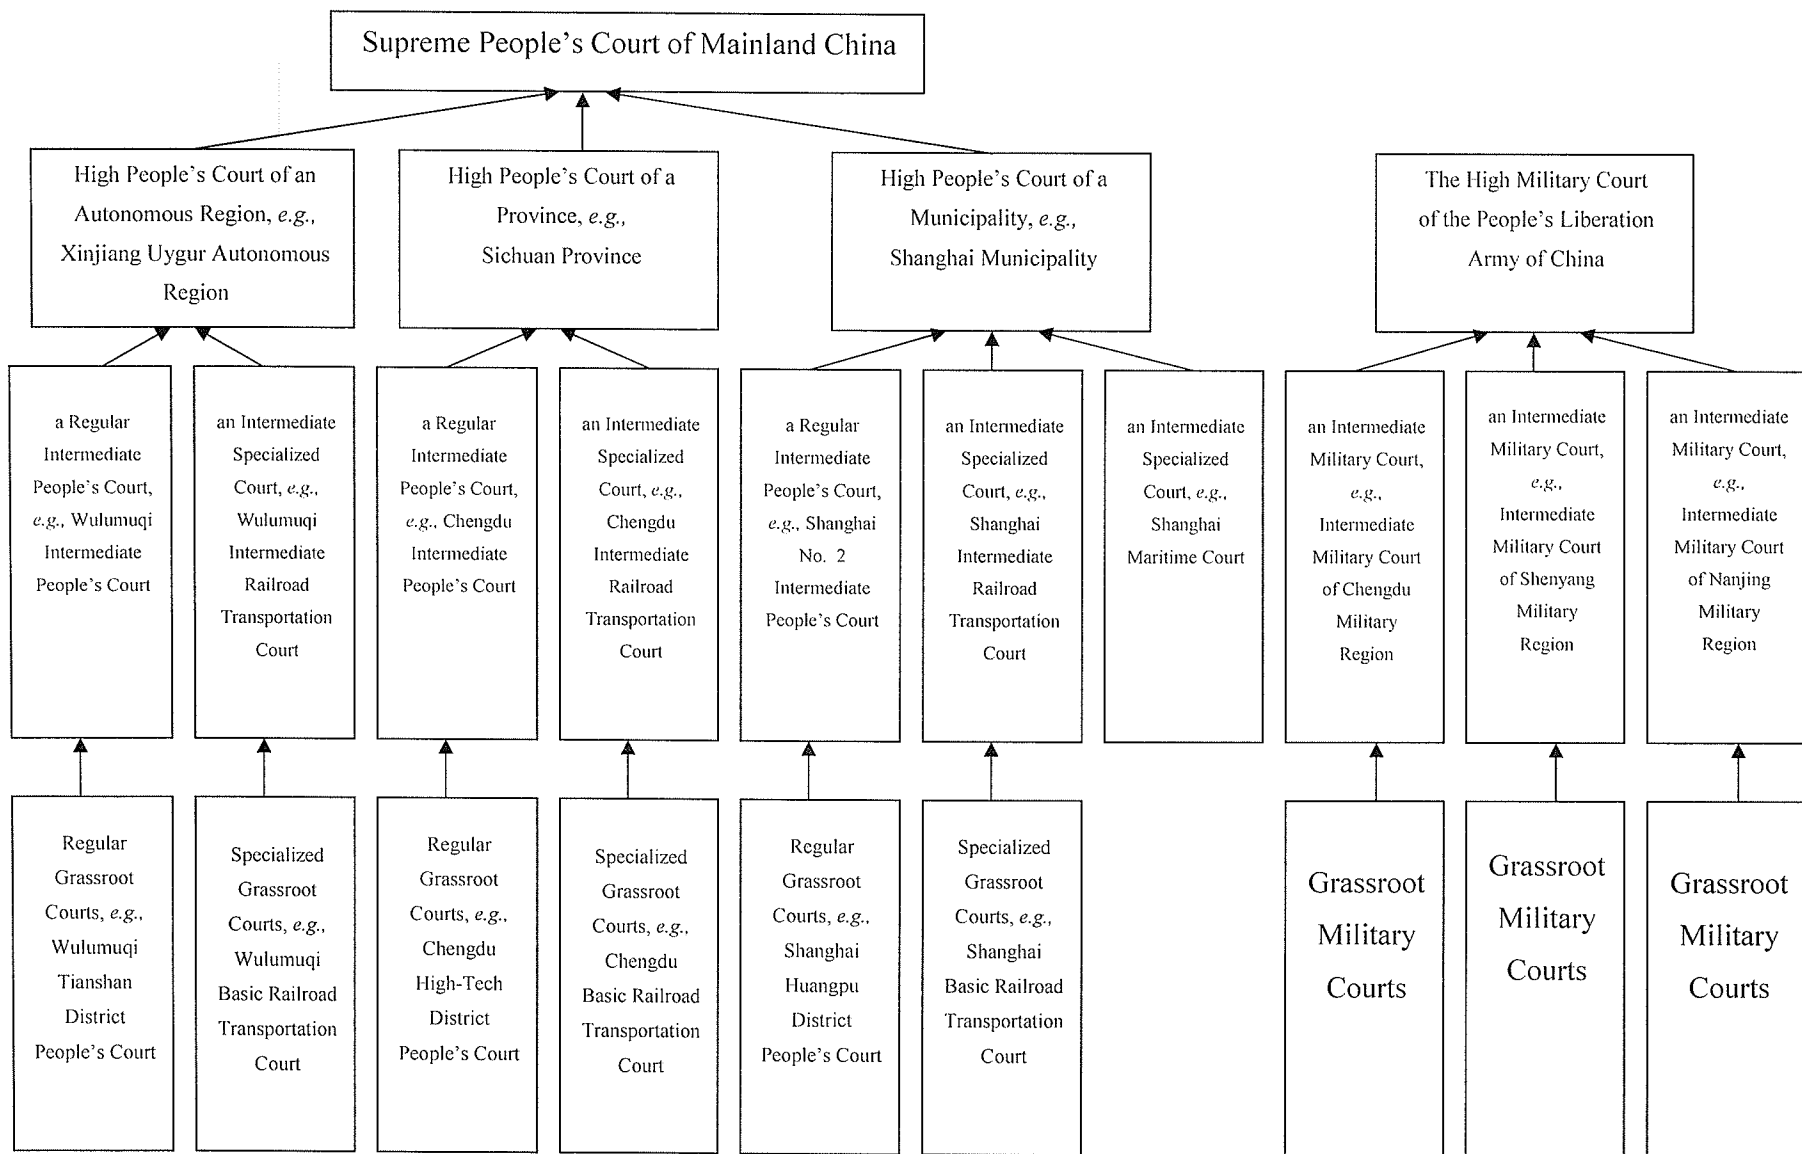 Supreme People's Court of Mainland China
High People's Court of an
Autonomous Region, e.g.,
Xinjiang Uygur Autonomous
Region
High People's Court of a
Province, e.g.,
Sichuan Province
High People's Court of a
Municipality, e.g.,
Shanghai Municipality
The High Military Court
of the People's Liberation
Army of China
a Regular
Intermediate
People's Court,
e.g., Wulumuqi
Intermediate
People's Court
an Intermediate
Specialized
Court, e.g.,
Wulumuqi
Intermediate
Railroad
Transportation
Court
a Regular
Intermediate
People's Court,
e.g., Chengdu
Intermediate
People's Court
an Intermediate
Specialized
Court, e.g.,
Chengdu
Intermediate
Railroad
Transportation
Court
a Regular
Intermediate
People's Court,
e.g., Shanghai
No. 2
Intermediate
People's Court
an Intermediate
Specialized
Court, e.g.,
Shanghai
Intermediate
Railroad
Transportation
Court
an Intermediate
Specialized
Court, e.g.,
Shanghai
Maritime Court
an Intermediate
Military Court,
e.g.,
Intermediate
Military Court
of Chengdu
Military
Region
an Intermediate
Military Court,
e.g.,
Intermediate
Military Court
of Shenyang
Military
Region
an Intermediate
Military Court,
e.g.,
Intermediate
Military Court
of Nanjing
Military
Region
Regular
Grassroot
Courts, e.g.,
Wulumuqi
Tianshan
District
People's Court
Specialized
Grassroot
Courts, e.g.,
Wulumuqi
Basic Railroad
Transportation
Court
Regular
Grassroot
Courts, e.g.,
Chengdu
High-Tech
District
People's Court
Specialized
Grassroot
Courts, e.g.,
Chengdu
Basic Railroad
Transportation
Court
Regular
Grassroot
Courts, e.g.,
Shanghai
Huangpu
District
People's Court
Specialized
Grassroot
Courts, e.g.,
Shanghai
Basic Railroad
Transportation
Court
Grassroot
Military
Courts
Grassroot
Military
Courts
Grassroot
Military
Courts